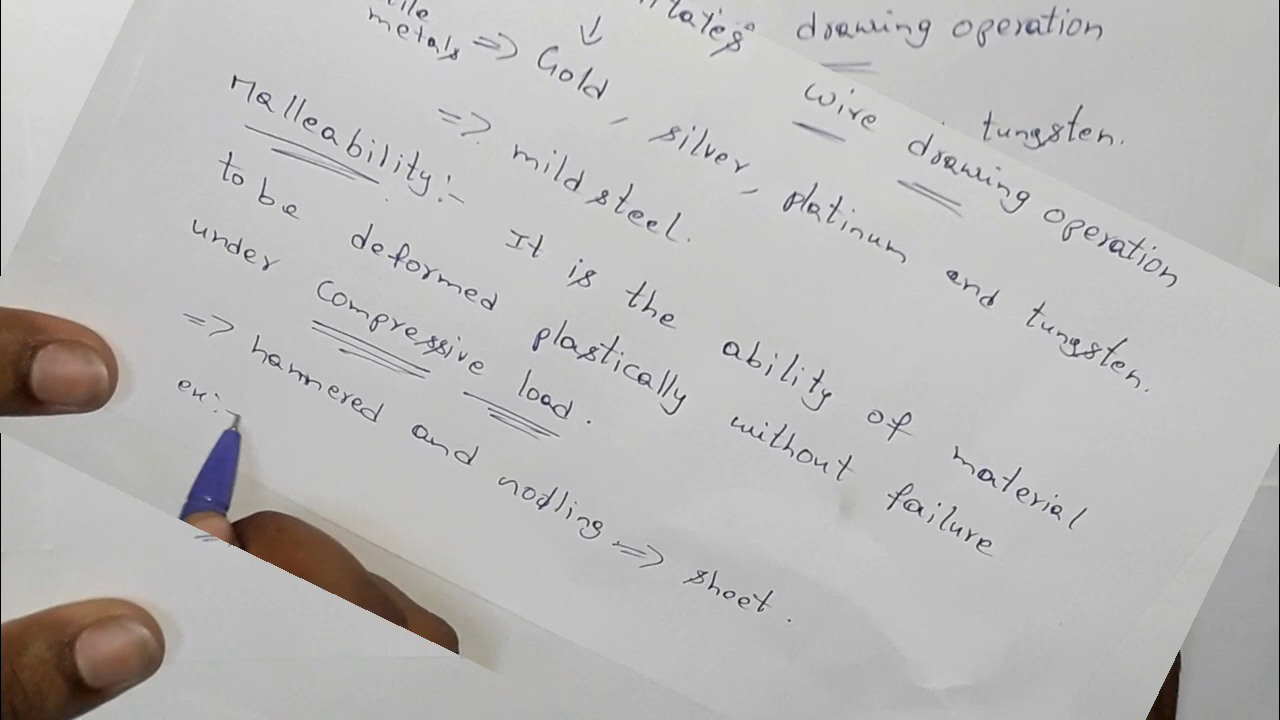 drawing operation
tungsten.
wire drawing operation
metals => Gold, silver, platinum and tungsten.
=> mild steel.
Malleability:- It is the ability of material
to be deformed plastically without failure
under compressive load.
=> hammered and rodling => sheet.
ex:-